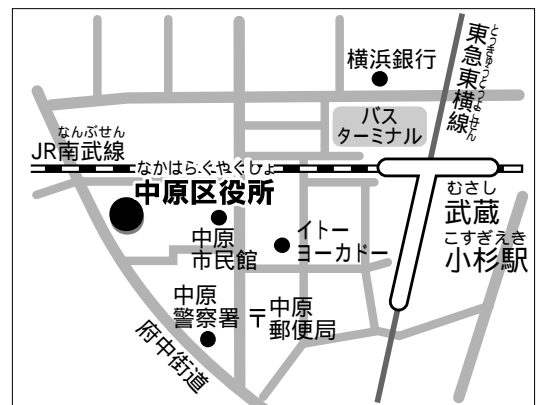 横浜銀行
とうきゅうとうよこせん
東急東横線
バス
ターミナル
なんぶせん
JR南武線
なかはらくやくしょ
中原区役所
むさし
武蔵
こすぎえき
小杉駅
中原
市民館
イトー
ヨーカドー
中原
警察署
〒中原
郵便局
府中街道